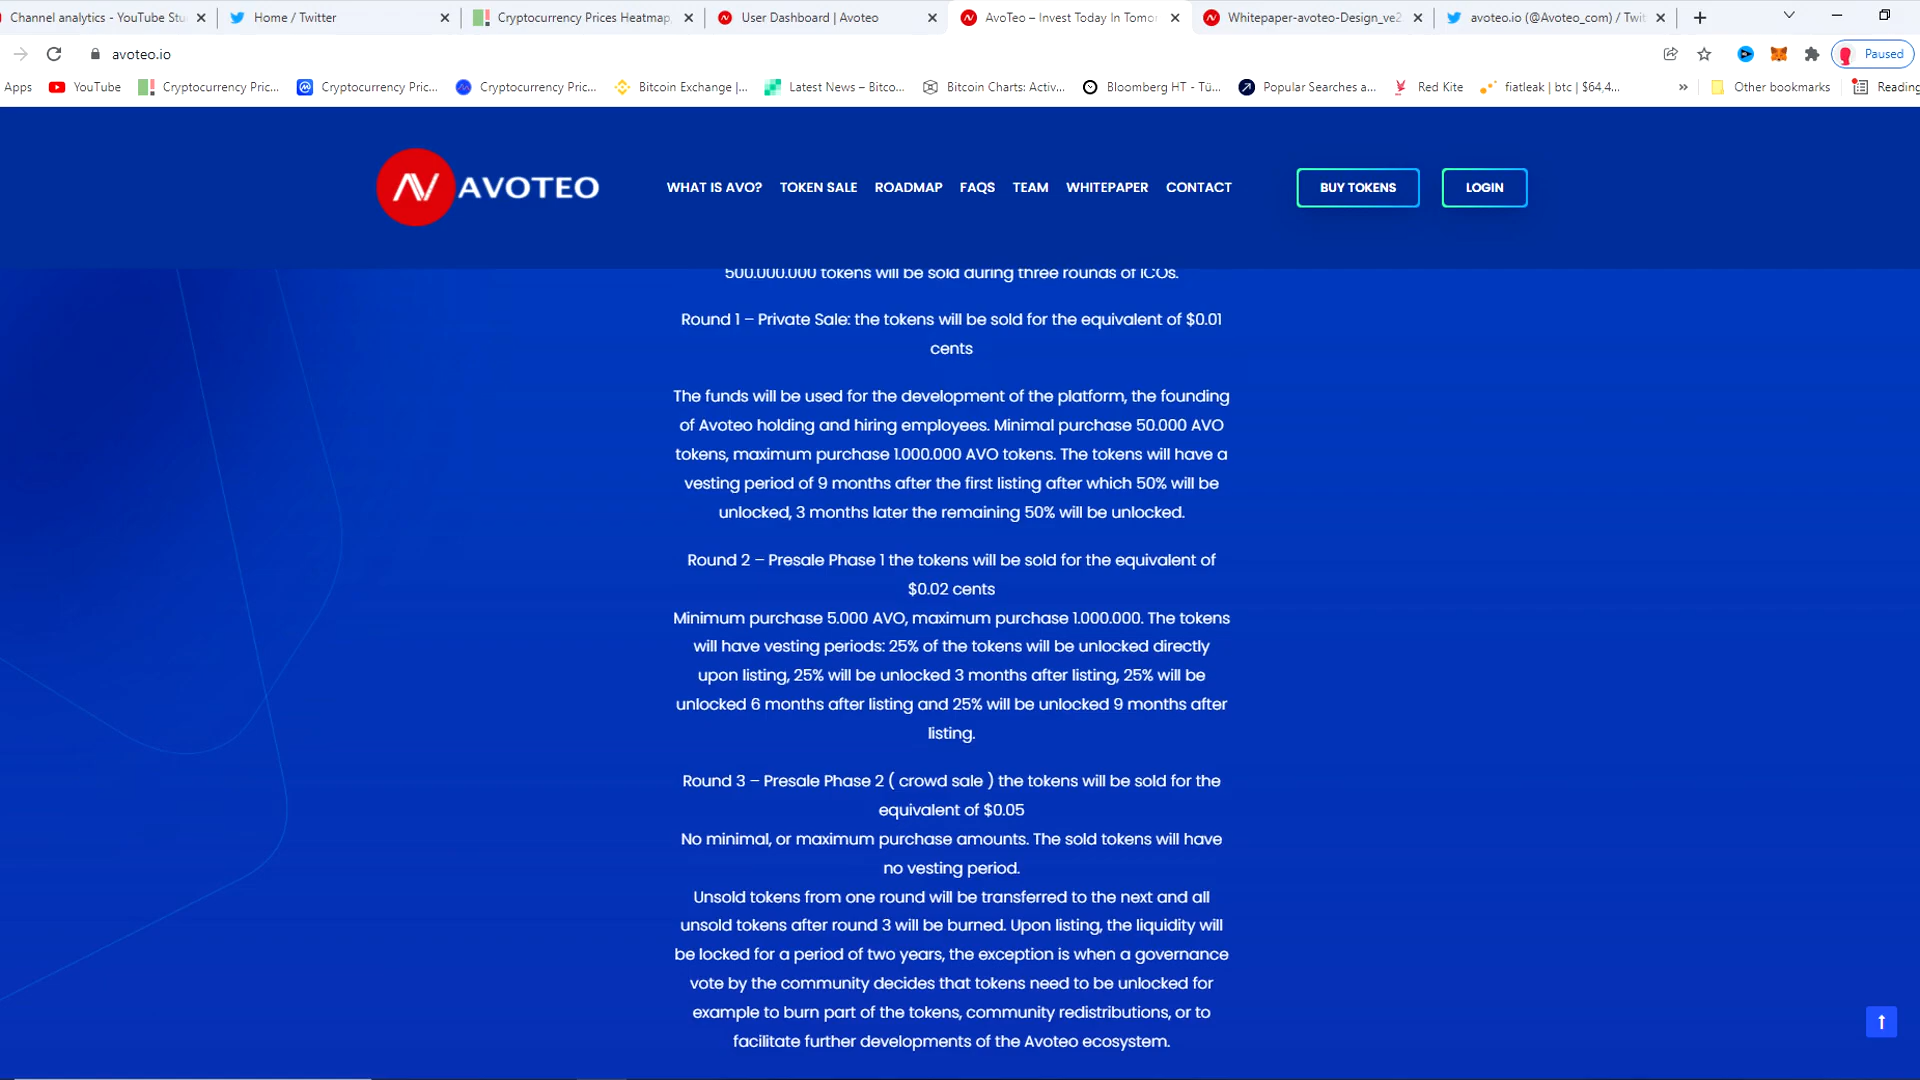 Channel analytics - YouTube Stu
Home / Twitter
Cryptocurrency Prices Heatmap,
User Dashboard | Avoteo
AvoTeo – Invest Today In Tomor
Whitepaper-avoteo-Design_ve2
avoteo.io (@Avoteo_com) / Twit
avoteo.io
Paused
Apps
YouTube
Cryptocurrency Pric...
Cryptocurrency Pric...
Cryptocurrency Pric...
Bitcoin Exchange |...
Latest News – Bitco...
Bitcoin Charts: Activ...
Bloomberg HT - Tü...
Popular Searches a...
Red Kite
fiatleak | btc | $64,4...
»
Other bookmarks
Reading
AVOTEO
WHAT IS AVO?
TOKEN SALE
ROADMAP
FAQS
TEAM
WHITEPAPER
CONTACT
BUY TOKENS
LOGIN
500.000.000 tokens will be sold during three rounds of ICOs.
Round 1 – Private Sale: the tokens will be sold for the equivalent of $0.01
cents
The funds will be used for the development of the platform, the founding
of Avoteo holding and hiring employees. Minimal purchase 50.000 AVO
tokens, maximum purchase 1.000.000 AVO tokens. The tokens will have a
vesting period of 9 months after the first listing after which 50% will be
unlocked, 3 months later the remaining 50% will be unlocked.
Round 2 – Presale Phase 1 the tokens will be sold for the equivalent of
$0.02 cents
Minimum purchase 5.000 AVO, maximum purchase 1.000.000. The tokens
will have vesting periods: 25% of the tokens will be unlocked directly
upon listing, 25% will be unlocked 3 months after listing, 25% will be
unlocked 6 months after listing and 25% will be unlocked 9 months after
listing.
Round 3 – Presale Phase 2 ( crowd sale ) the tokens will be sold for the
equivalent of $0.05
No minimal, or maximum purchase amounts. The sold tokens will have
no vesting period.
Unsold tokens from one round will be transferred to the next and all
unsold tokens after round 3 will be burned. Upon listing, the liquidity will
be locked for a period of two years, the exception is when a governance
vote by the community decides that tokens need to be unlocked for
example to burn part of the tokens, community redistributions, or to
facilitate further developments of the Avoteo ecosystem.